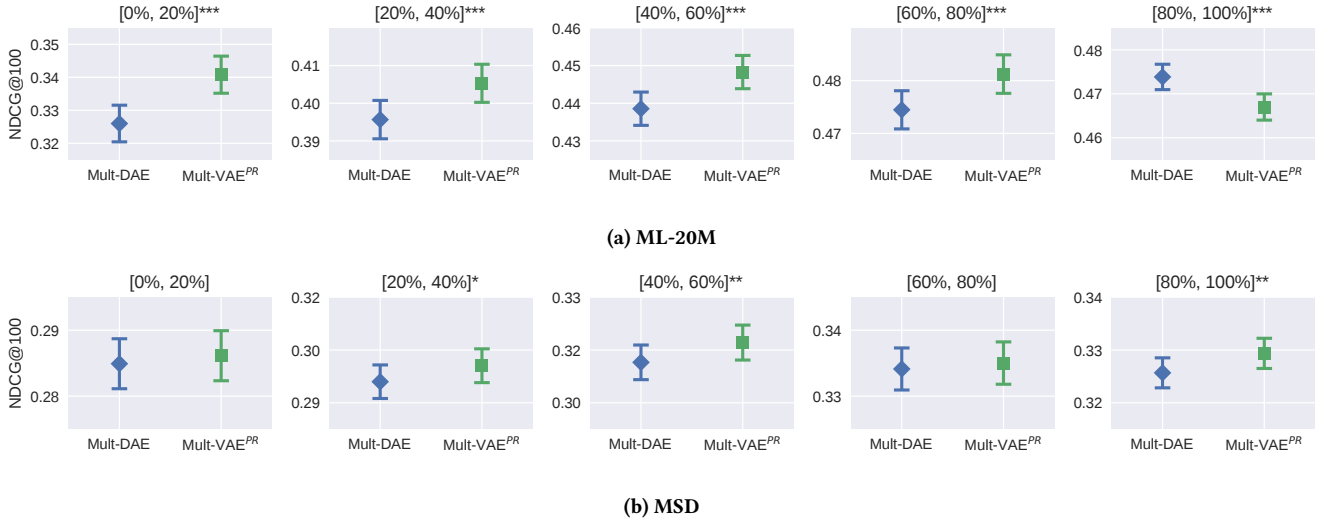 [0%, 20%]***
NDCG@100
0.35
0.34
0.33
0.32
Mult-DAE
Mult-VAE^PR
[20%, 40%]***
0.41
0.40
0.39
Mult-DAE
Mult-VAE^PR
[40%, 60%]***
0.46
0.45
0.44
0.43
Mult-DAE
Mult-VAE^PR
[60%, 80%]***
0.48
0.47
Mult-DAE
Mult-VAE^PR
[80%, 100%]***
0.48
0.47
0.46
Mult-DAE
Mult-VAE^PR
(a) ML-20M
[0%, 20%]
NDCG@100
0.29
0.28
Mult-DAE
Mult-VAE^PR
[20%, 40%]*
0.32
0.30
0.29
Mult-DAE
Mult-VAE^PR
[40%, 60%]**
0.33
0.32
0.30
Mult-DAE
Mult-VAE^PR
[60%, 80%]
0.34
0.33
Mult-DAE
Mult-VAE^PR
[80%, 100%]**
0.34
0.33
0.32
Mult-DAE
Mult-VAE^PR
(b) MSD